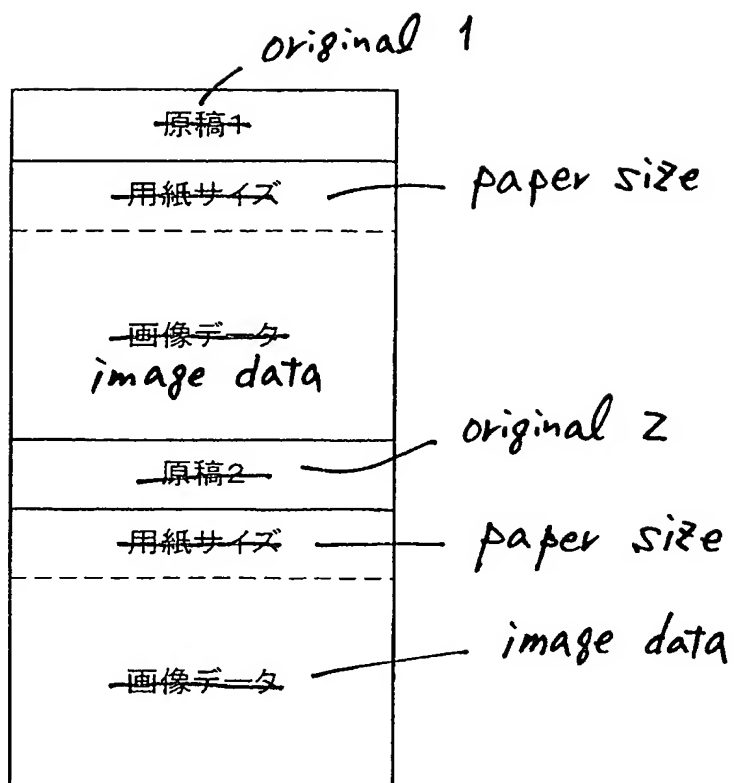 original 1
原稿1
用紙サイズ
paper size
画像データ
image data
原稿2
original 2
用紙サイズ
paper size
画像データ
image data